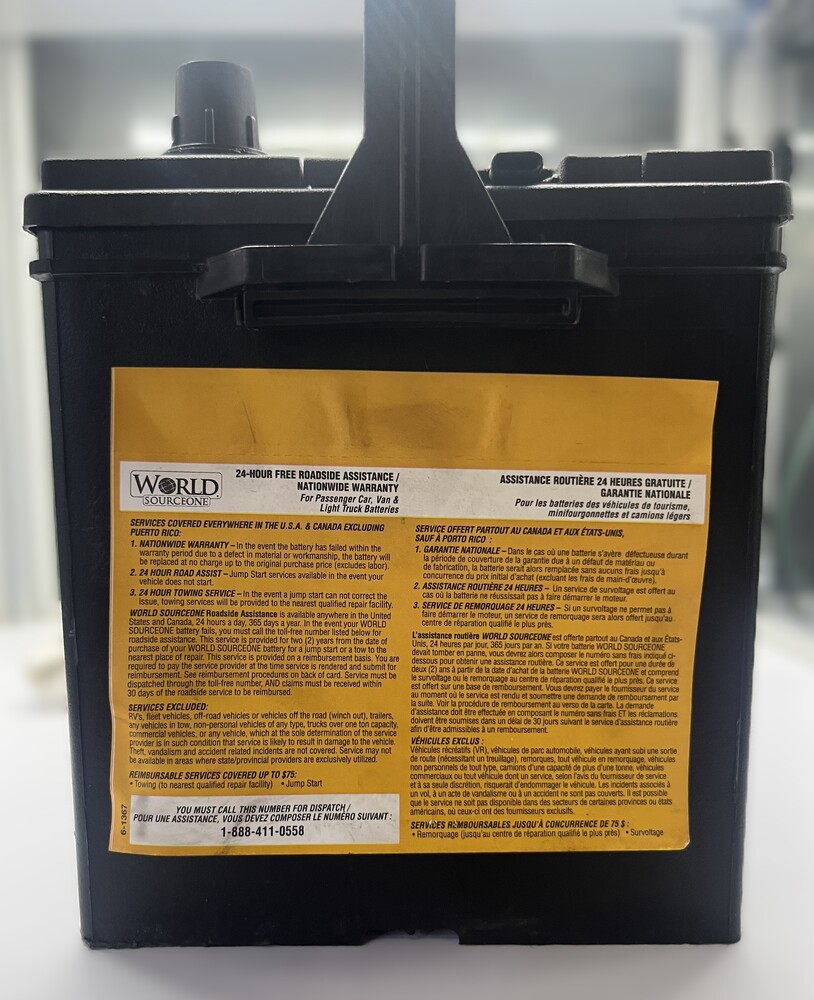 WORLD
SOURCEONE
24-HOUR FREE ROADSIDE ASSISTANCE /
NATIONWIDE WARRANTY
For Passenger Car, Van &
Light Truck Batteries
ASSISTANCE ROUTIÈRE 24 HEURES GRATUITE /
GARANTIE NATIONALE
Pour les batteries des véhicules de tourisme,
minifourgonnettes et camions légers
SERVICES COVERED EVERYWHERE IN THE U.S.A. & CANADA EXCLUDING
PUERTO RICO:
1. NATIONWIDE WARRANTY – In the event the battery has failed within the
warranty period due to a defect in material or workmanship, the battery will
be replaced at no charge up to the original purchase price (excludes labor).
2. 24 HOUR ROAD ASSIST – Jump Start services available in the event your
vehicle does not start.
3. 24 HOUR TOWING SERVICE – In the event a jump start can not correct the
issue, towing services will be provided to the nearest qualified repair facility.
WORLD SOURCEONE Roadside Assistance is available anywhere in the United
States and Canada, 24 hours a day, 365 days a year. In the event your WORLD
SOURCEONE battery fails, you must call the toll-free number listed below for
roadside assistance. This service is provided for two (2) years from the date of
purchase of your WORLD SOURCEONE battery for a jump start or a tow to the
nearest place of repair. This service is provided on a reimbursement basis. You are
required to pay the service provider at the time service is rendered and submit for
reimbursement. See reimbursement procedures on back of card. Service must be
dispatched through the toll-free number, AND claims must be received within
30 days of the roadside service to be reimbursed.
SERVICES EXCLUDED:
RV's, fleet vehicles, off-road vehicles or vehicles off the road (winch out), trailers,
any vehicles in tow, non-personal vehicles of any type, trucks over one ton capacity,
commercial vehicles, or any vehicle, which at the sole determination of the service
provider is in such condition that service is likely to result in damage to the vehicle.
Theft, vandalism and accident related incidents are not covered. Service may not
be available in areas where state/provincial providers are exclusively utilized.
REIMBURSABLE SERVICES COVERED UP TO $75:
• Towing (to nearest qualified repair facility) • Jump Start
6-1367
YOU MUST CALL THIS NUMBER FOR DISPATCH /
POUR UNE ASSISTANCE, VOUS DEVEZ COMPOSER LE NUMÉRO SUIVANT :
1-888-411-0558
SERVICE OFFERT PARTOUT AU CANADA ET AUX ÉTATS-UNIS,
SAUF À PORTO RICO :
1. GARANTIE NATIONALE – Dans le cas où une batterie s'avère défectueuse durant
la période de couverture de la garantie due à un défaut de matériau ou
de fabrication, la batterie serait alors remplacée sans aucuns frais jusqu'à
concurrence du prix initial d'achat (excluant les frais de main-d'œuvre).
2. ASSISTANCE ROUTIÈRE 24 HEURES – Un service de survoltage est offert au
cas où la batterie ne réussissait pas à faire démarrer le moteur.
3. SERVICE DE REMORQUAGE 24 HEURES – Si un survoltage ne permet pas à
faire démarrer le moteur, un service de remorquage sera alors offert jusqu'au
centre de réparation qualifié le plus près.
L'assistance routière WORLD SOURCEONE est offerte partout au Canada et aux États-
Unis, 24 heures par jour, 365 jours par an. Si votre batterie WORLD SOURCEONE
devait tomber en panne, vous devrez alors composer le numéro sans frais indiqué ci-
dessous pour obtenir une assistance routière. Ce service est offert pour une durée de
deux (2) ans à partir de la date d'achat de la batterie WORLD SOURCEONE et comprend
le survoltage ou le remorquage au centre de réparation qualifié le plus près. Ce service
est offert sur une base de remboursement. Vous devrez payer le fournisseur du service
au moment où le service est rendu et soumettre une demande de remboursement par
la suite. Voir la procédure de remboursement au verso de la carte. La demande
d'assistance doit être effectuée en composant le numéro sans frais ET les réclamations
doivent être soumises dans un délai de 30 jours suivant le service d'assistance routière
afin d'être admissibles à un remboursement.
VÉHICULES EXCLUS :
Véhicules récréatifs (VR), véhicules de parc automobile, véhicules ayant subi une sortie
de route (nécessitant un treuillage), remorques, tout véhicule en remorquage, véhicules
non personnels de tout type, camions d'une capacité de plus d'une tonne, véhicules
commerciaux ou tout véhicule dont un service, selon l'avis du fournisseur de service
et à sa seule discrétion, risquerait d'endommager le véhicule. Les incidents associés à
un vol, à un acte de vandalisme ou à un accident ne sont pas couverts. Il est possible
que le service ne soit pas disponible dans des secteurs de certaines provinces ou états
américains, où ceux-ci ont des fournisseurs exclusifs.
SERVICES REMBOURSABLES JUSQU'À CONCURRENCE DE 75 $ :
• Remorquage (jusqu'au centre de réparation qualifié le plus près) • Survoltage